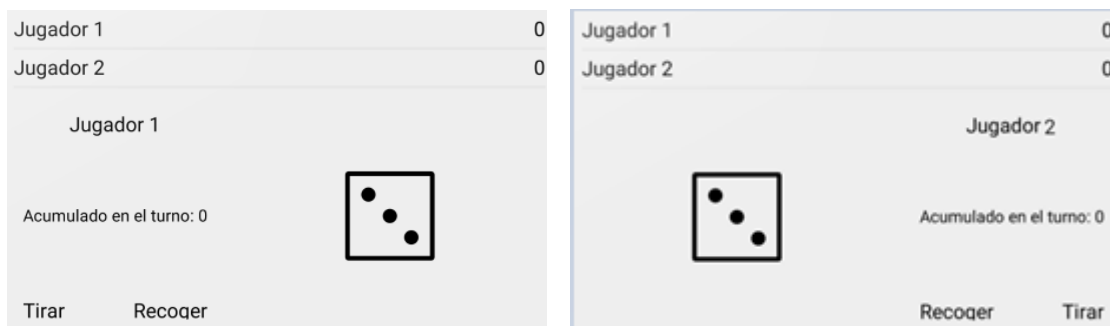 Jugador 1 0
Jugador 2 0
Jugador 1
Acumulado en el turno: 0
Tirar Recoger
Jugador 1 0
Jugador 2 0
Jugador 2
Acumulado en el turno: 0
Recoger Tirar